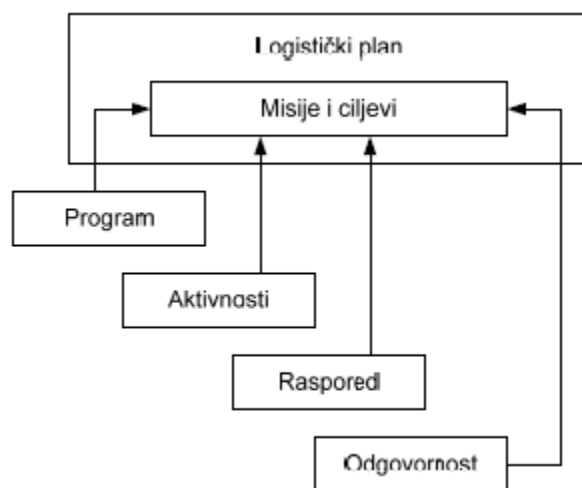 Logistički plan
Misije i ciljevi
Program
Aktivnosti
Raspored
Odgovornost